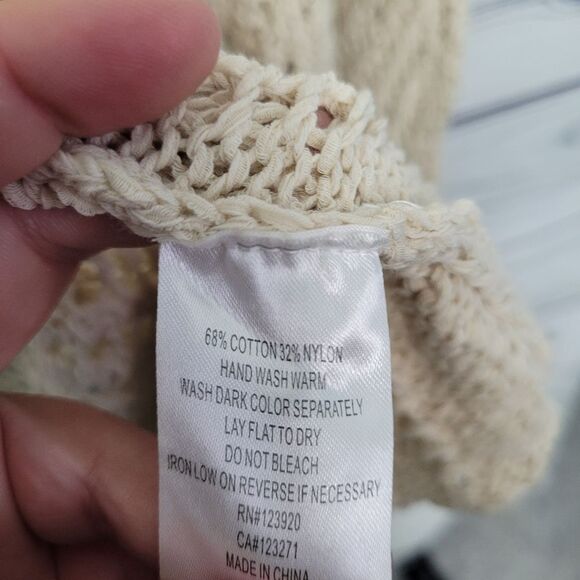 68% COTTON 32% NYLON
HAND WASH WARM
WASH DARK COLOR SEPARATELY
LAY FLAT TO DRY
DO NOT BLEACH
IRON LOW ON REVERSE IF NECESSARY
RN#123920
CA#123271
MADE IN CHINA